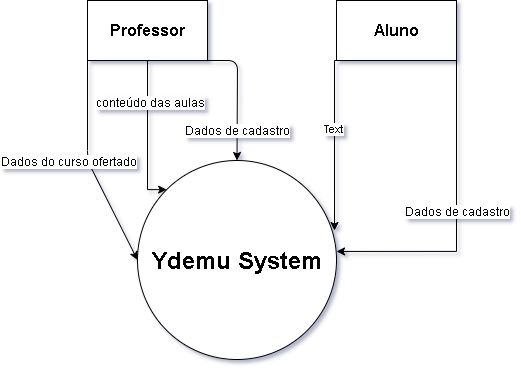 Professor
Aluno
conteúdo das aulas
Dados de cadastro
Text
Dados do curso ofertado
Dados de cadastro
Ydemu System